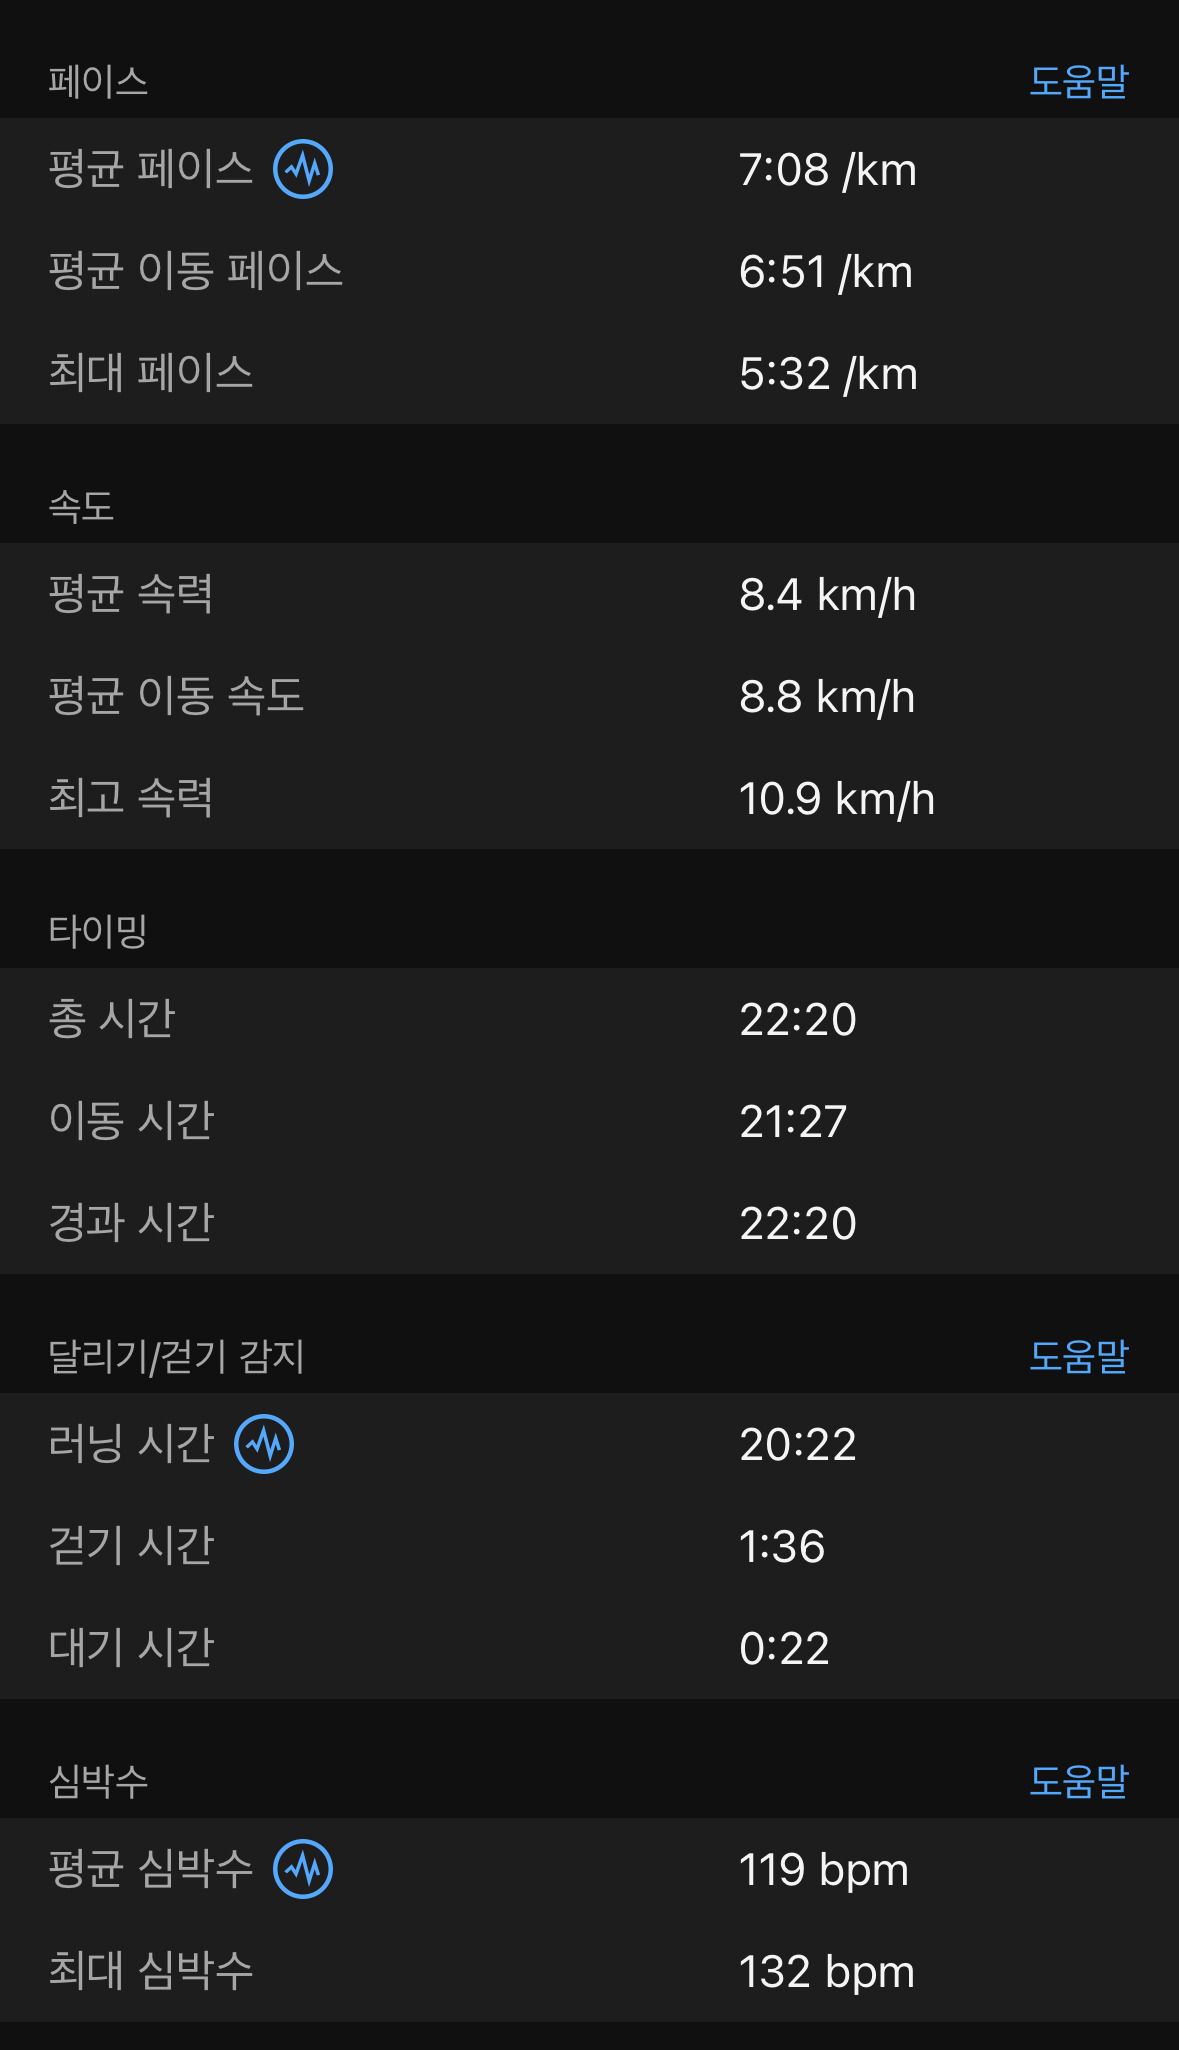 페이스 도움말
평균 페이스 7:08 /km
평균 이동 페이스 6:51 /km
최대 페이스 5:32 /km
속도
평균 속력 8.4 km/h
평균 이동 속도 8.8 km/h
최고 속력 10.9 km/h
타이밍
총 시간 22:20
이동 시간 21:27
경과 시간 22:20
달리기/걷기 감지 도움말
러닝 시간 20:22
걷기 시간 1:36
대기 시간 0:22
심박수 도움말
평균 심박수 119 bpm
최대 심박수 132 bpm